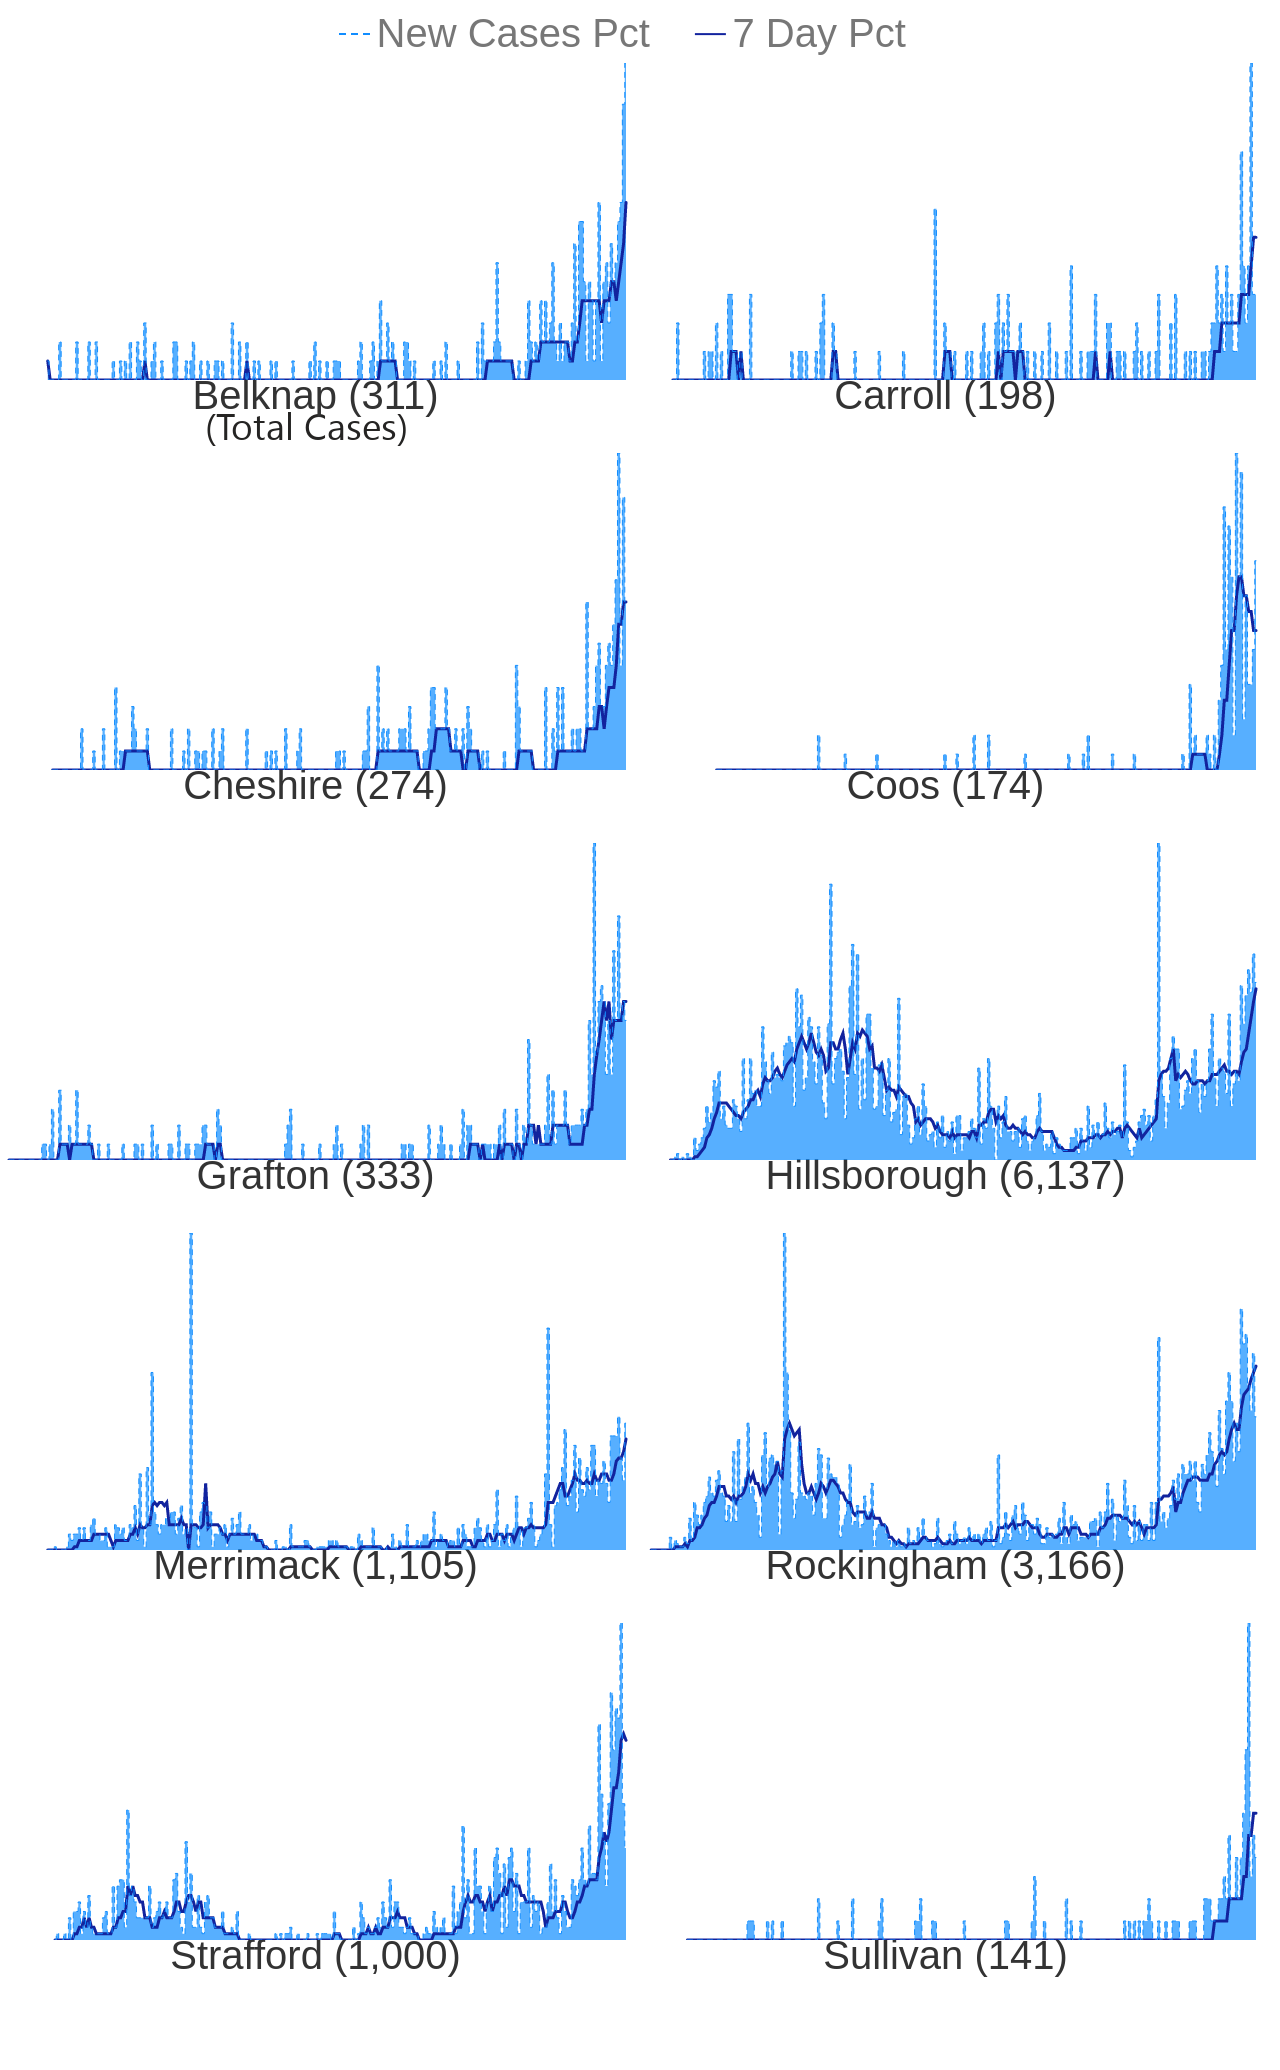 New Cases Pct 7 Day Pct
Belknap (311) Carroll (198)
(Total Cases)
Cheshire (274) Coos (174)
Grafton (333) Hillsborough (6,137)
Merrimack (1,105) Rockingham (3,166)
Strafford (1,000) Sullivan (141)